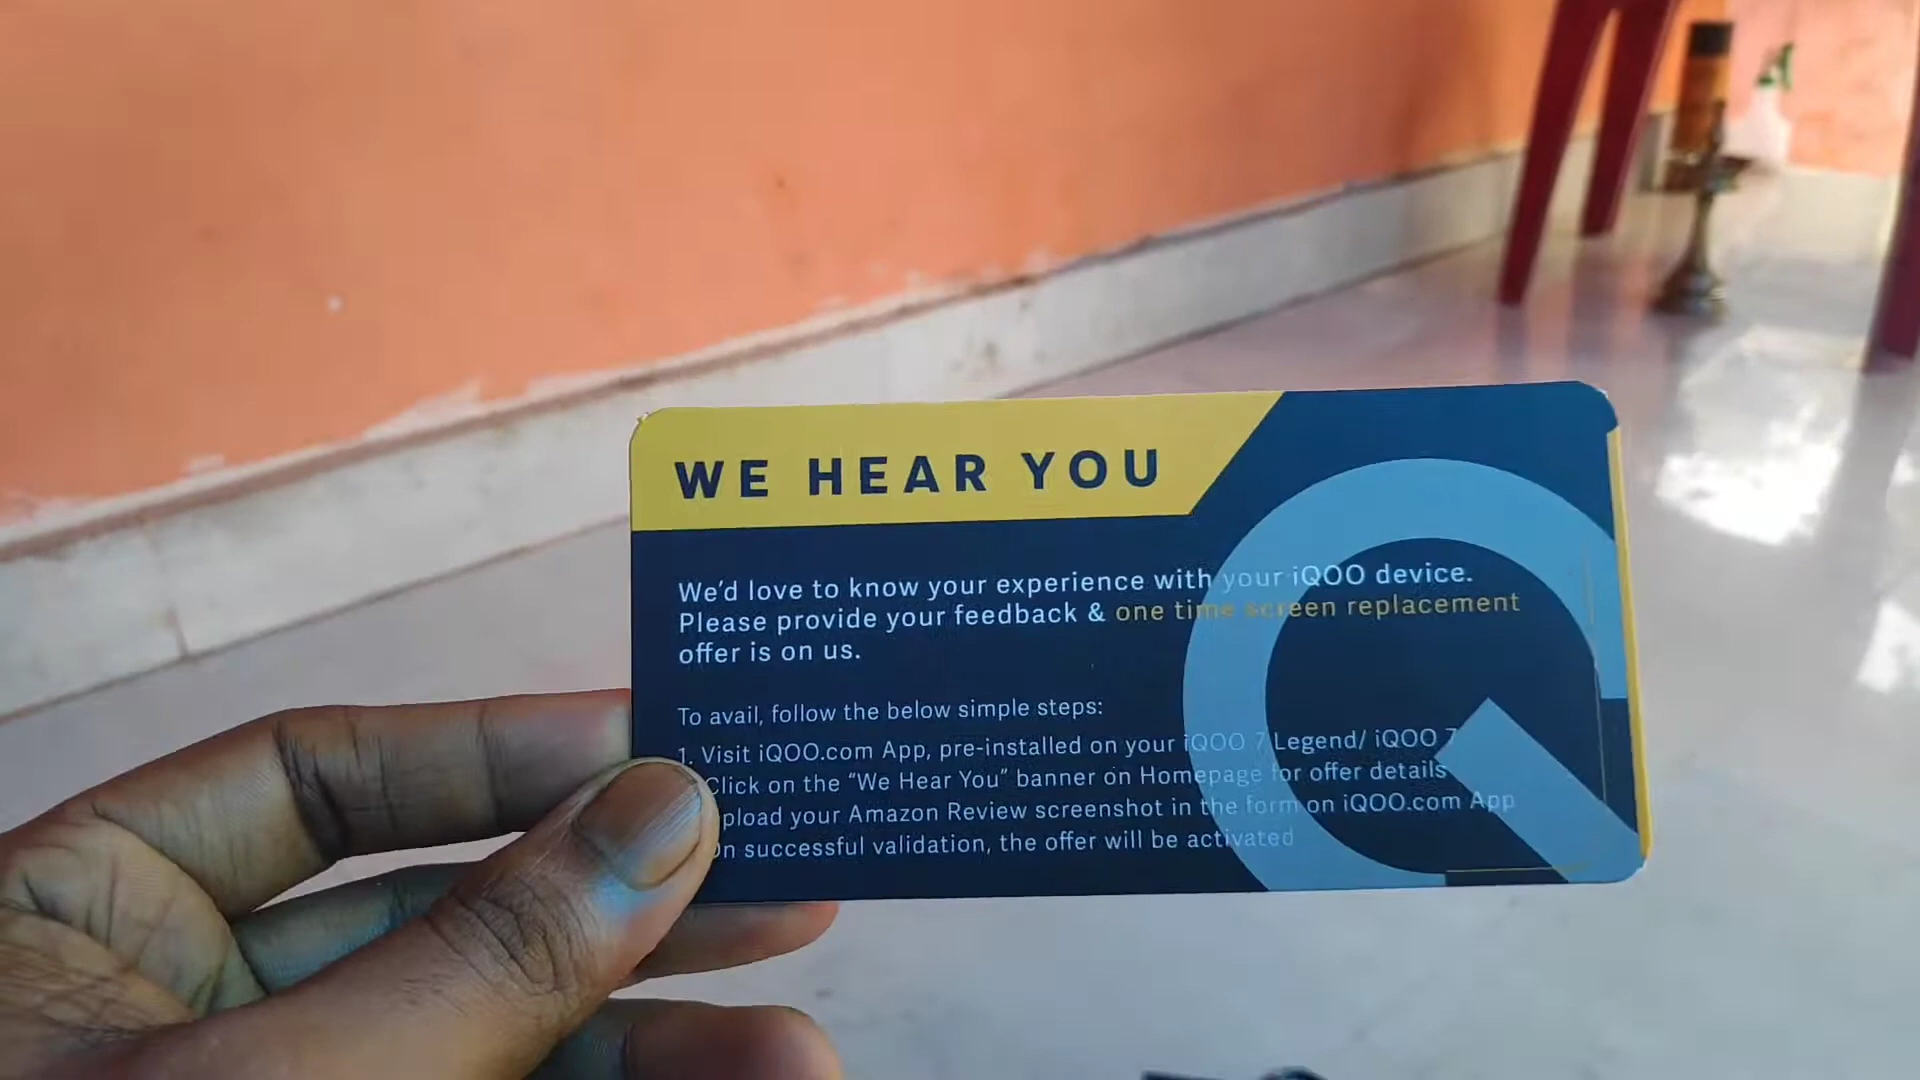 WE HEAR YOU
We'd love to know your experience with your iQOO device.
Please provide your feedback & one time screen replacement
offer is on us.
To avail, follow the below simple steps:
1. Visit iQOO.com App, pre-installed on your iQOO 7 Legend/ iQOO 7
Click on the “We Hear You” banner on Homepage for offer details
pload your Amazon Review screenshot in the form on iQOO.com App
On successful validation, the offer will be activated